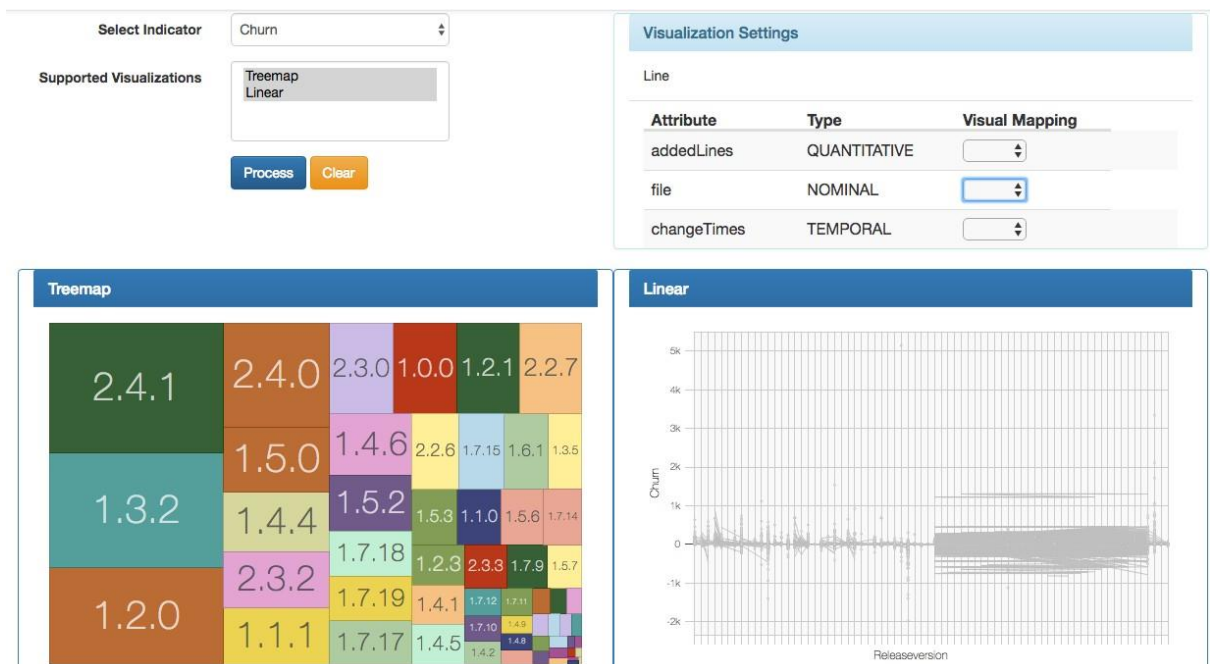 Select Indicator
Churn
Supported Visualizations
Treemap
Linear
Process
Clear
Visualization Settings
Line
Attribute Type Visual Mapping
addedLines QUANTITATIVE
file NOMINAL
changeTimes TEMPORAL
Treemap
2.4.1
1.3.2
1.2.0
2.4.0
1.5.0
1.4.4
2.3.2
1.1.1
2.3.0
1.0.0
1.2.1
2.2.7
1.4.6
1.5.2
1.7.18
1.7.19
1.7.17
2.2.6
1.7.15
1.6.1
1.3.5
1.5.3
1.1.0
1.5.6
1.7.14
1.2.3
2.3.3
1.7.9
1.5.7
1.4.1
1.4.5
1.7.12
1.7.11
1.7.10
1.4.9
1.4.8
1.4.2
Linear
5k
4k
3k
2k
1k
0
-1k
-2k
Churn
Releaseversion